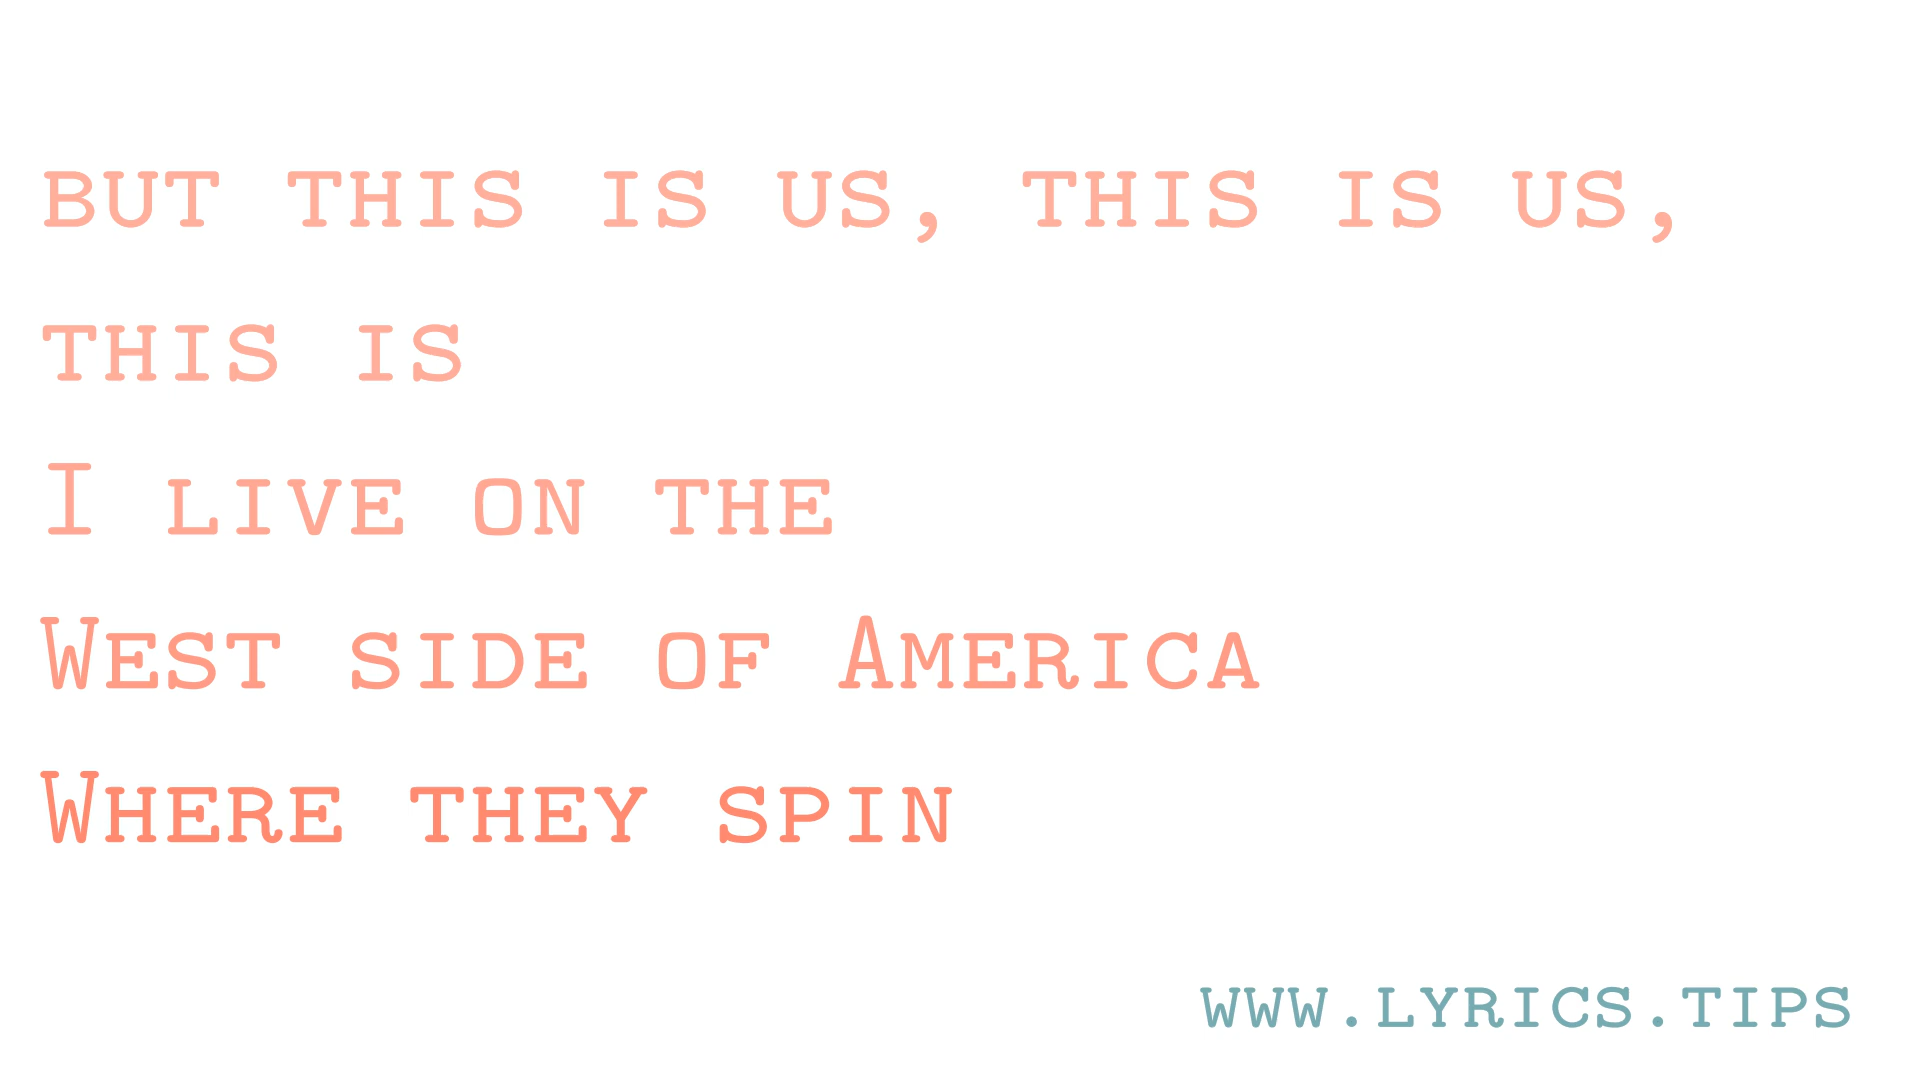 but this is us, this is us,
this is
I live on the
West side of America
Where they spin
www.lyrics.tips